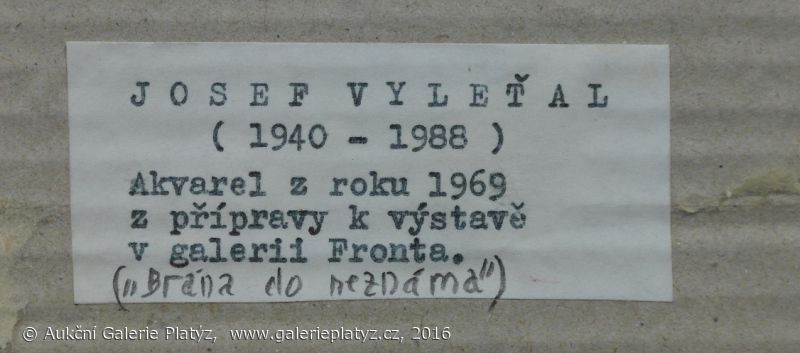 JOSEF VYLEŤAL
( 1940 - 1988 )
Akvarel z roku 1969
z přípravy k výstavě
v galerii Fronta.
(„Brána do neznáma")
© Aukční Galerie Platýz, www.galerieplatyz.cz, 2016